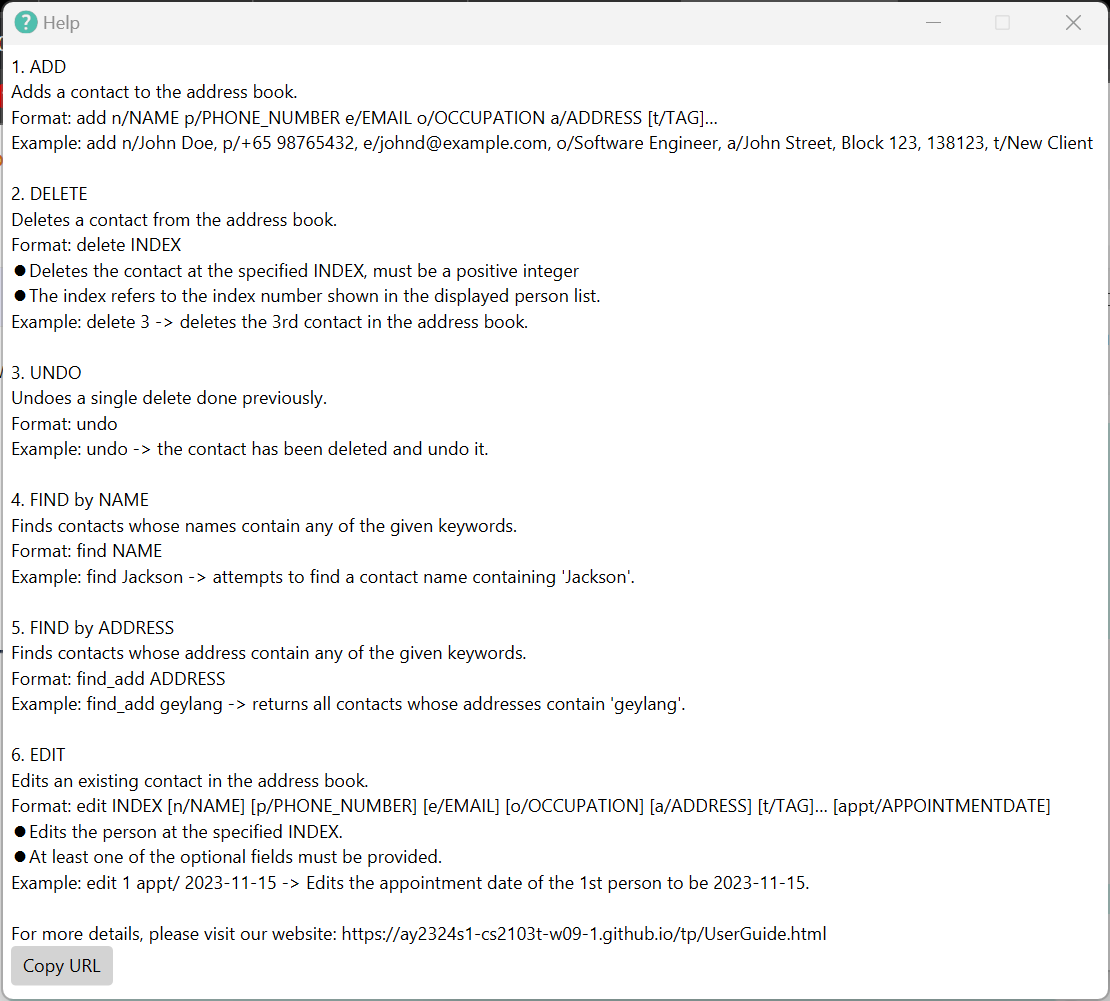 Help
1. ADD
Adds a contact to the address book.
Format: add n/NAME p/PHONE_NUMBER e/EMAIL o/OCCUPATION a/ADDRESS [t/TAG]...
Example: add n/John Doe, p/+65 98765432, e/johnd@example.com, o/Software Engineer, a/John Street, Block 123, 138123, t/New Client
2. DELETE
Deletes a contact from the address book.
Format: delete INDEX
●Deletes the contact at the specified INDEX, must be a positive integer
●The index refers to the index number shown in the displayed person list.
Example: delete 3 -> deletes the 3rd contact in the address book.
3. UNDO
Undoes a single delete done previously.
Format: undo
Example: undo -> the contact has been deleted and undo it.
4. FIND by NAME
Finds contacts whose names contain any of the given keywords.
Format: find NAME
Example: find Jackson -> attempts to find a contact name containing 'Jackson'.
5. FIND by ADDRESS
Finds contacts whose address contain any of the given keywords.
Format: find_add ADDRESS
Example: find_add geylang -> returns all contacts whose addresses contain 'geylang'.
6. EDIT
Edits an existing contact in the address book.
Format: edit INDEX [n/NAME] [p/PHONE_NUMBER] [e/EMAIL] [o/OCCUPATION] [a/ADDRESS] [t/TAG]... [appt/APPOINTMENTDATE]
●Edits the person at the specified INDEX.
●At least one of the optional fields must be provided.
Example: edit 1 appt/ 2023-11-15 -> Edits the appointment date of the 1st person to be 2023-11-15.
For more details, please visit our website: https://ay2324s1-cs2103t-w09-1.github.io/tp/UserGuide.html
Copy URL